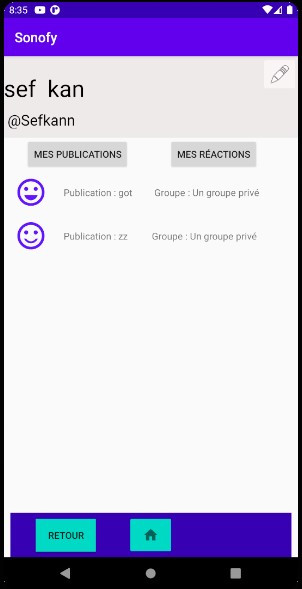 8:35
Sonofy
sef kan
@Sefkann
MES PUBLICATIONS MES RÉACTIONS
Publication : got Groupe : Un groupe privé
Publication : zz Groupe : Un groupe privé
RETOUR